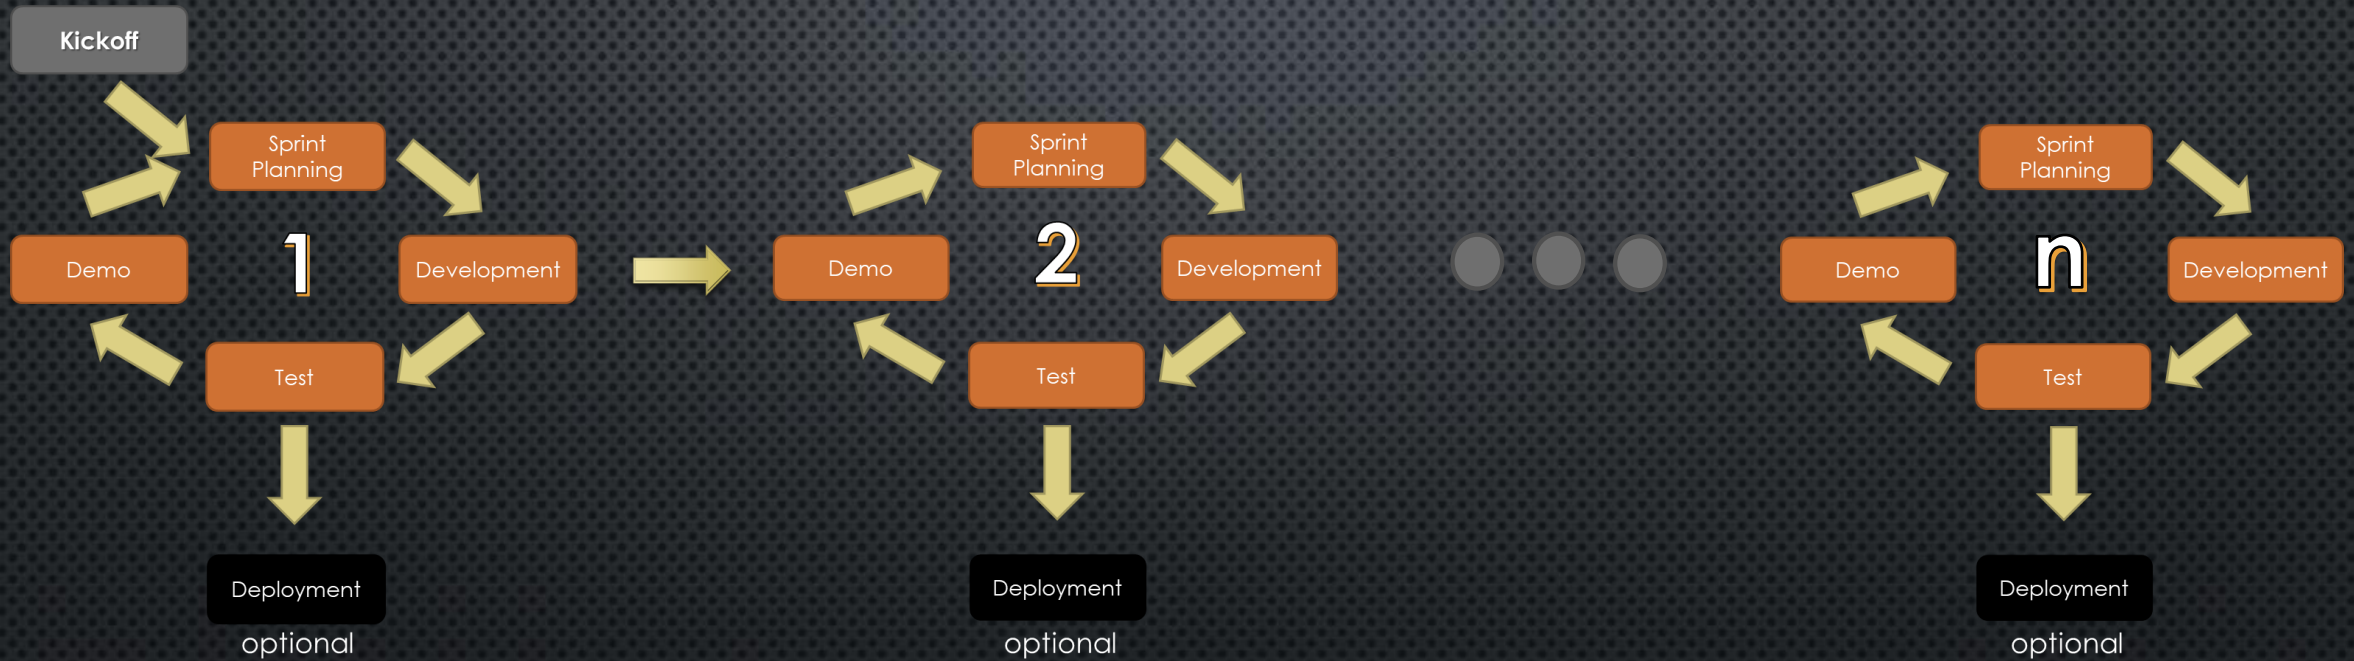 Kickoff
Sprint
Planning
Demo
1
Development
Test
Deployment
optional
Sprint
Planning
Demo
2
Development
Test
Deployment
optional
Sprint
Planning
Demo
n
Development
Test
Deployment
optional